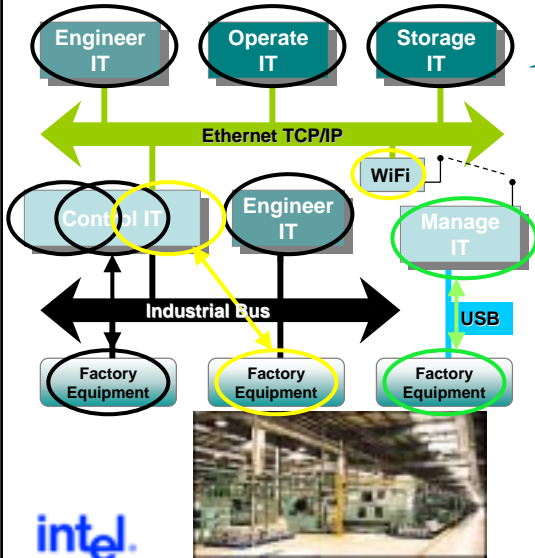 Engineer
IT
Operate
IT
Storage
IT
Ethernet TCP/IP
WiFi
Control IT
Engineer
IT
Manage
IT
Industrial Bus
USB
Factory
Equipment
Factory
Equipment
Factory
Equipment
intel.